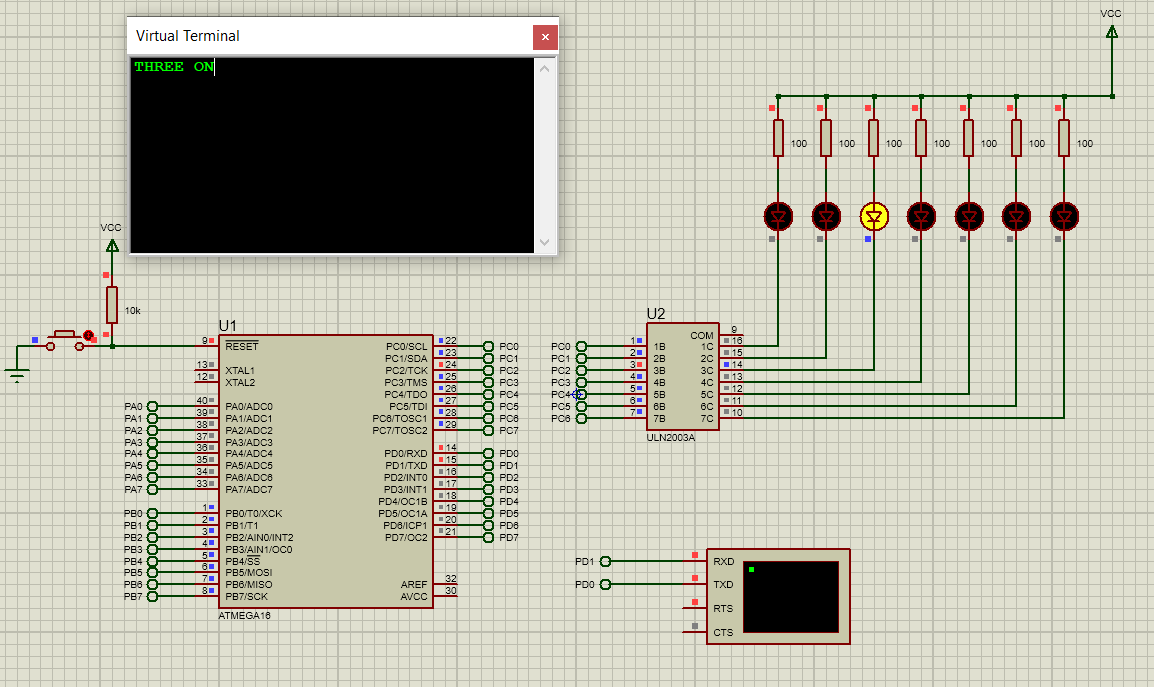 VCC
Virtual Terminal
THREE ON
100 100 100 100 100 100 100
VCC
10k
U1
U2
9 RESET
13 XTAL1
12 XTAL2
PA0 40 PA0/ADC0
PA1 39 PA1/ADC1
PA2 38 PA2/ADC2
PA3 37 PA3/ADC3
PA4 36 PA4/ADC4
PA5 35 PA5/ADC5
PA6 34 PA6/ADC6
PA7 33 PA7/ADC7
PB0 1 PB0/T0/XCK
PB1 2 PB1/T1
PB2 3 PB2/AIN0/INT2
PB3 4 PB3/AIN1/OC0
PB4 5 PB4/SS
PB5 6 PB5/MOSI
PB6 7 PB6/MISO
PB7 8 PB7/SCK
PC0/SCL 22 PC0
PC1/SDA 23 PC1
PC2/TCK 24 PC2
PC3/TMS 25 PC3
PC4/TDO 26 PC4
PC5/TDI 27 PC5
PC6/TOSC1 28 PC6
PC7/TOSC2 29 PC7
PD0/RXD 14 PD0
PD1/TXD 15 PD1
PD2/INT0 16 PD2
PD3/INT1 17 PD3
PD4/OC1B 18 PD4
PD5/OC1A 19 PD5
PD6/ICP1 20 PD6
PD7/OC2 21 PD7
AREF 32
AVCC 30
ATMEGA16
COM 9
PC0 1 1B 1C 16
PC1 2 2B 2C 15
PC2 3 3B 3C 14
PC3 4 4B 4C 13
PC4 5 5B 5C 12
PC5 6 6B 6C 11
PC6 7 7B 7C 10
ULN2003A
PD1 RXD
PD0 TXD
RTS
CTS